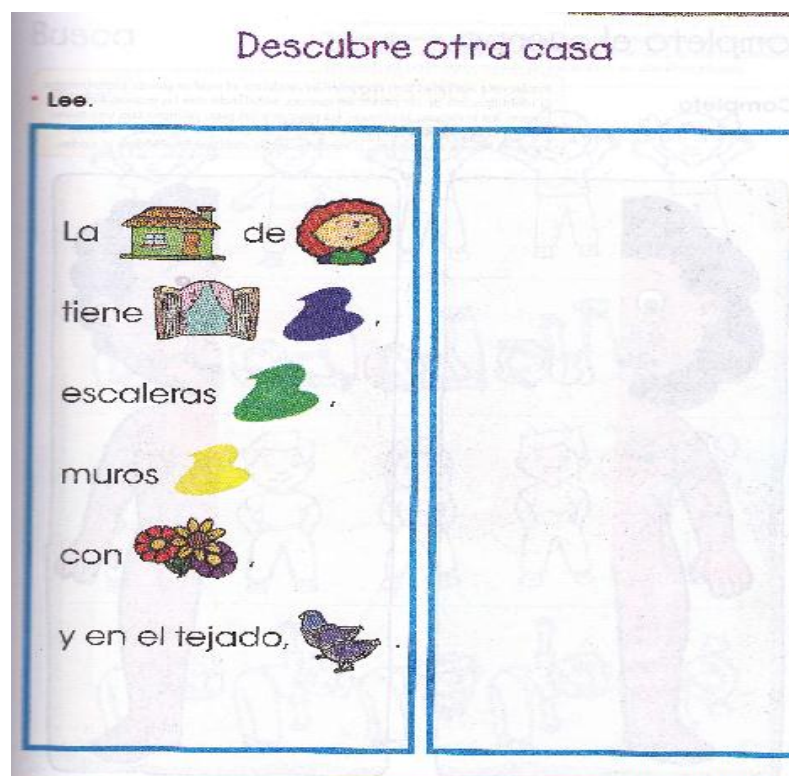 Descubre otra casa
• Lee.
La de
tiene ,
escaleras ,
muros
con ,
y en el tejado, .